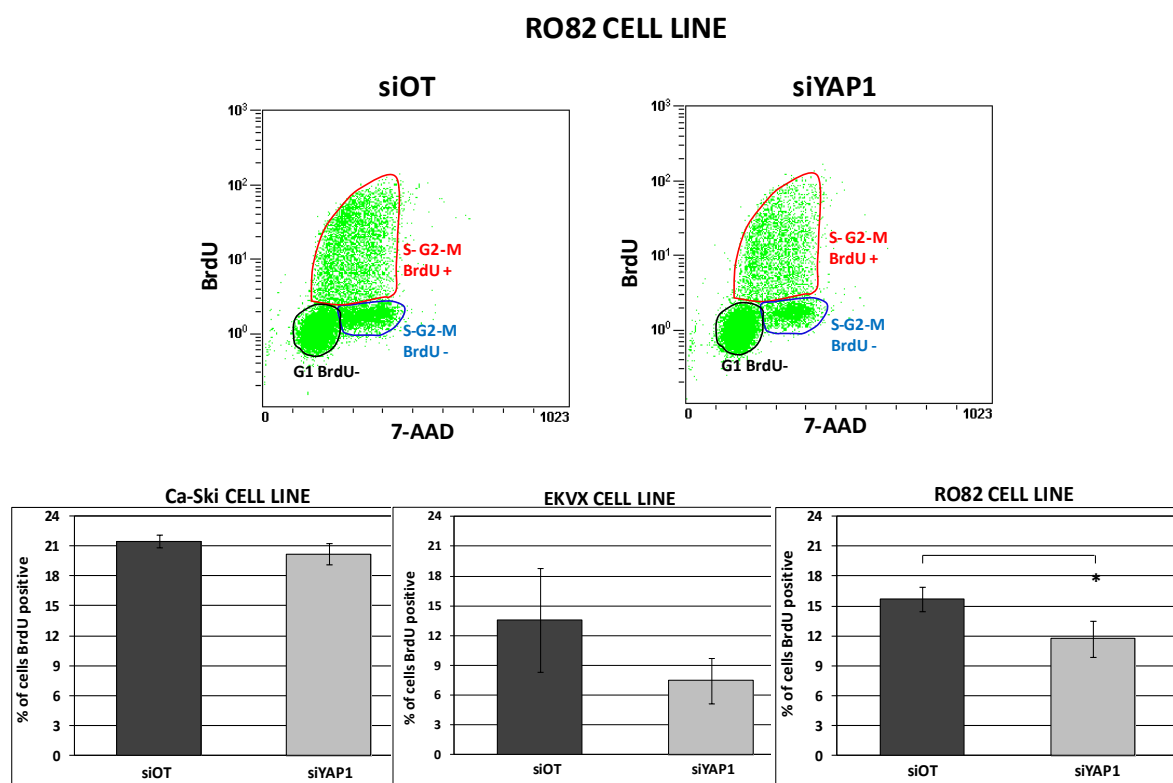 RO82 CELL LINE
siOT
siYAP1
10³
10²
10¹
10⁰
BrdU
S-G2-M
BrdU +
S-G2-M
BrdU -
G1 BrdU-
0
1023
7-AAD
10³
10²
10¹
10⁰
BrdU
S-G2-M
BrdU +
S-G2-M
BrdU -
G1 BrdU-
0
1023
7-AAD
Ca-Ski CELL LINE
% of cells BrdU positive
24
21
18
15
12
9
6
3
0
siOT
siYAP1
EKVX CELL LINE
% of cells BrdU positive
24
21
18
15
12
9
6
3
0
siOT
siYAP1
RO82 CELL LINE
% of cells BrdU positive
24
21
18
15
12
9
6
3
0
*
siOT
siYAP1